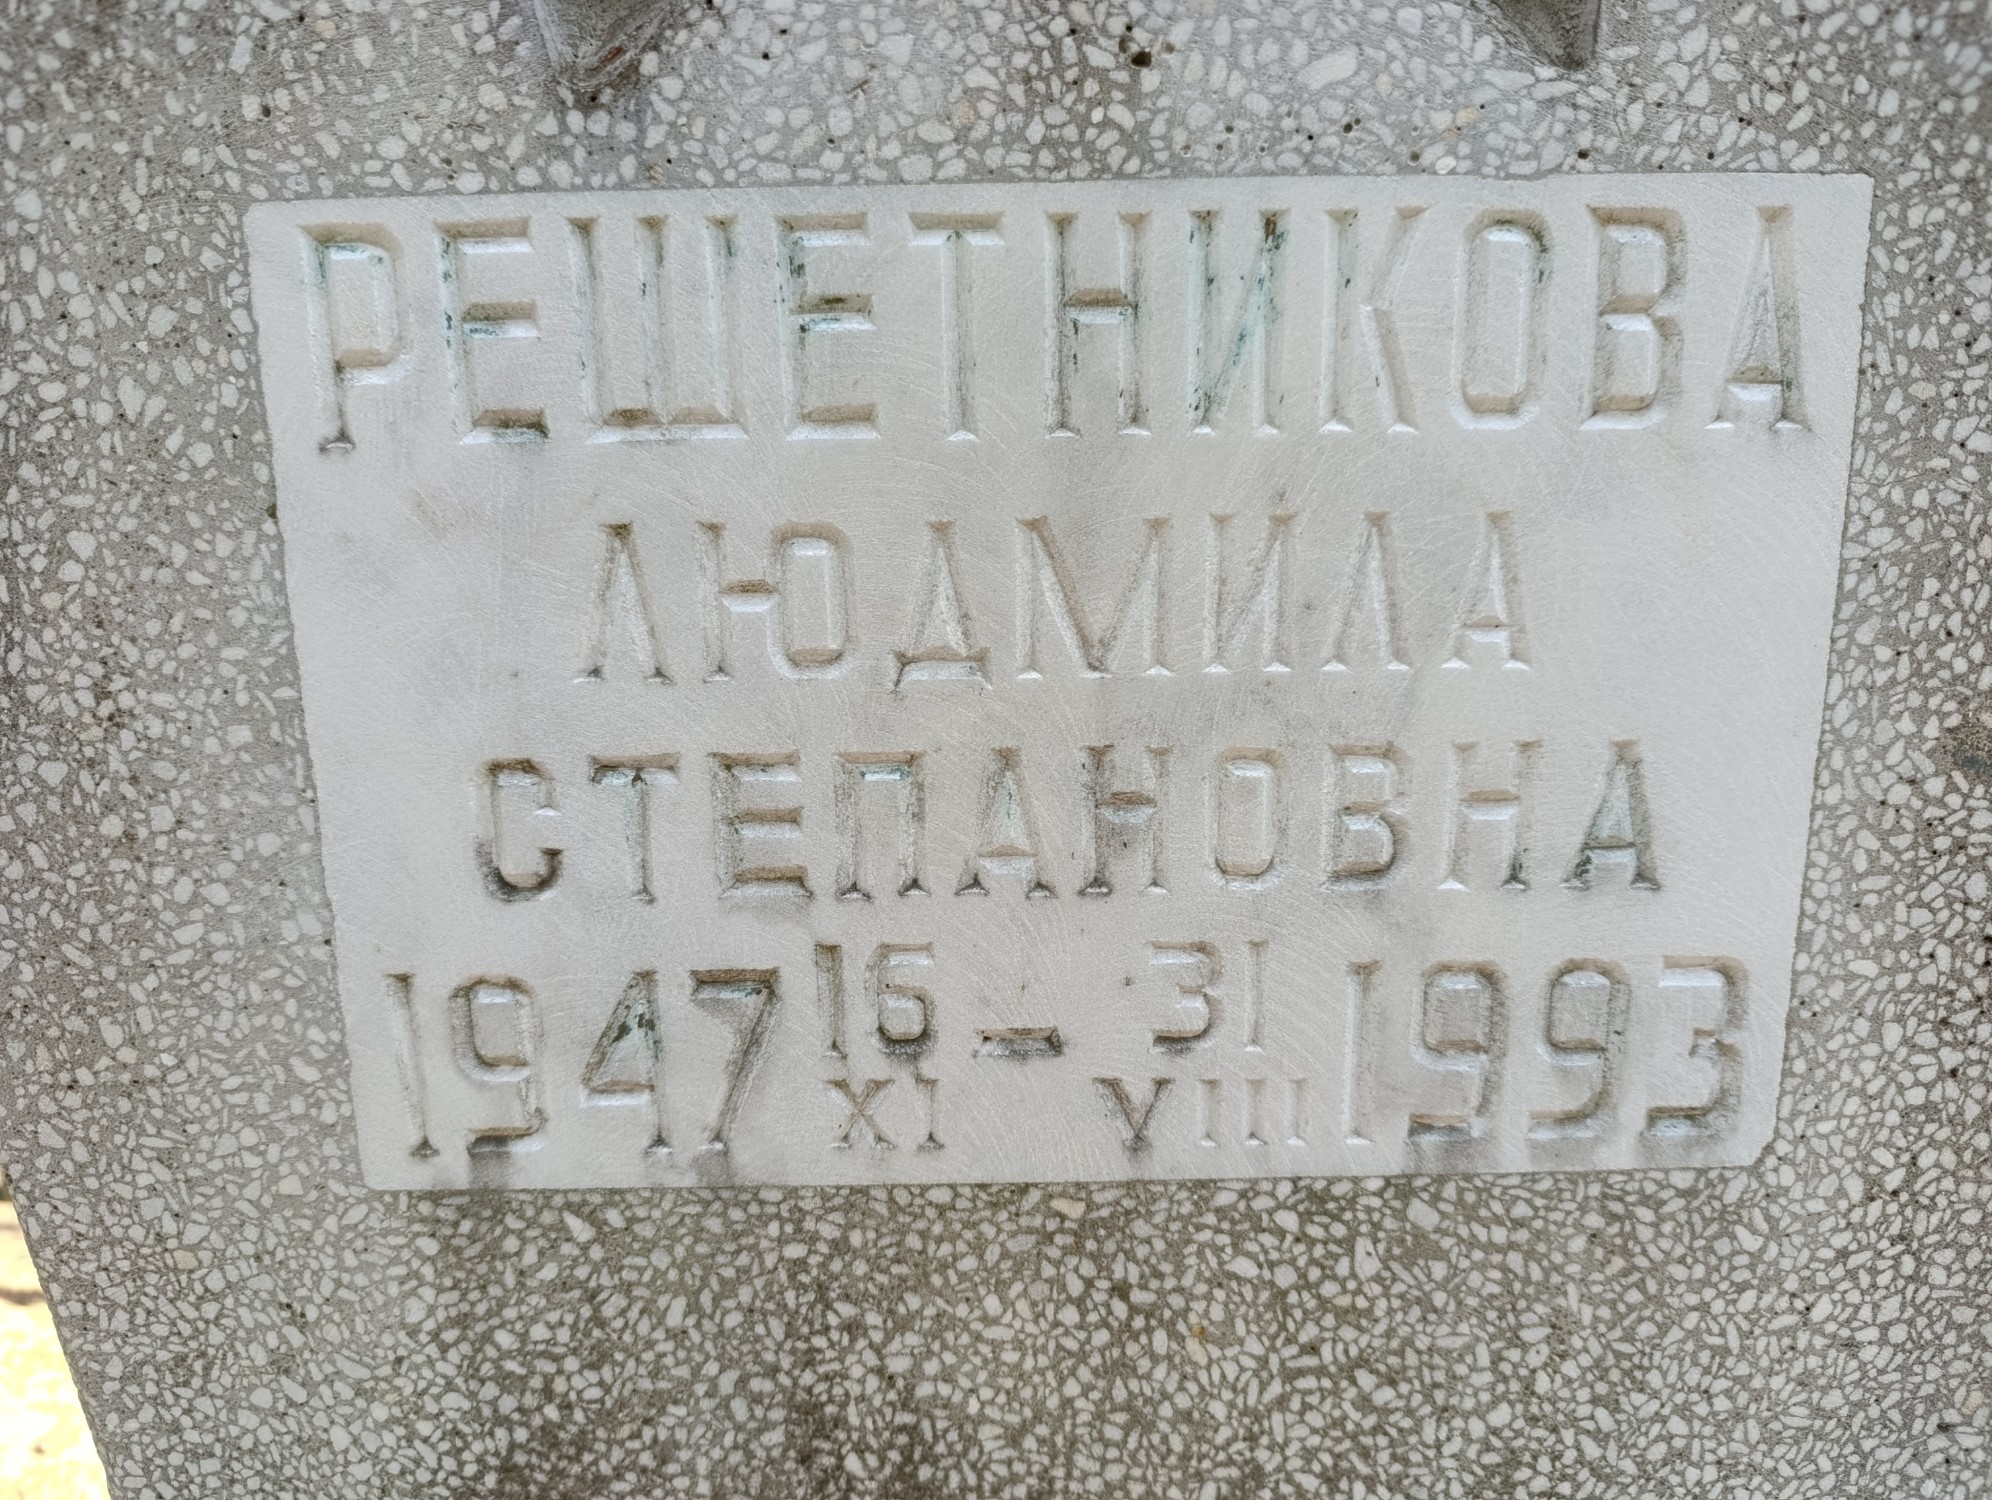 РЕШЕТНИКОВА
ЛЮДМИЛА
СТЕПАНОВНА
1947 16/XI – 31/VIII 1993